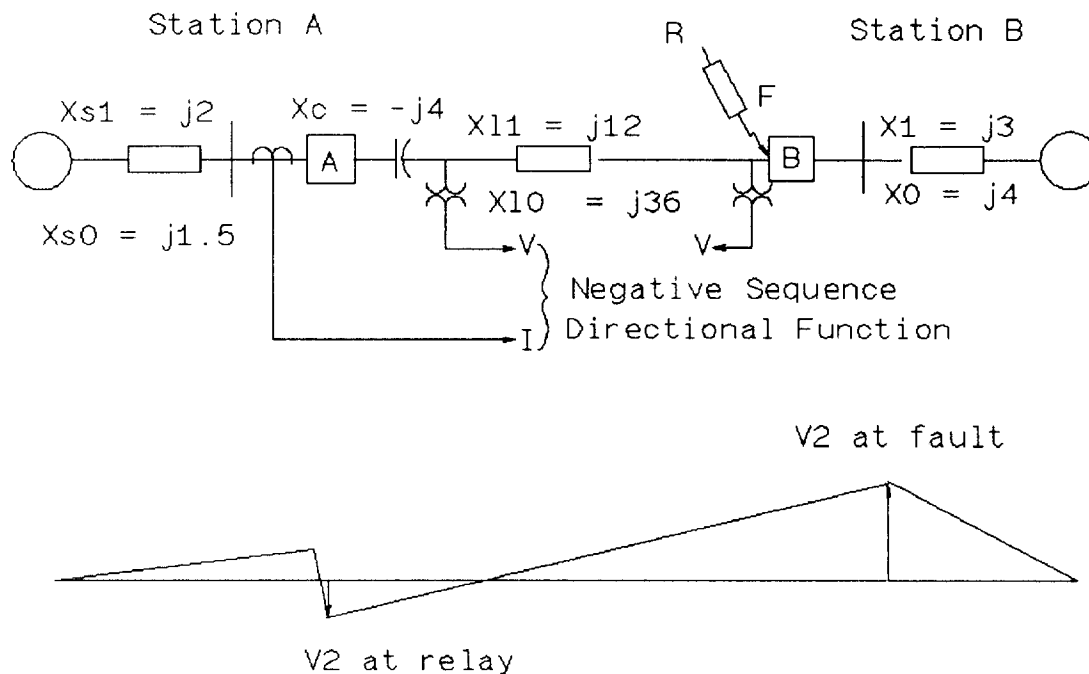 Station A
Station B
R
F
Xs1 = j2
Xc = -j4
Xl1 = j12
X1 = j3
A
B
Xs0 = j1.5
Xl0 = j36
X0 = j4
V
V
I
Negative Sequence
Directional Function
V2 at fault
V2 at relay